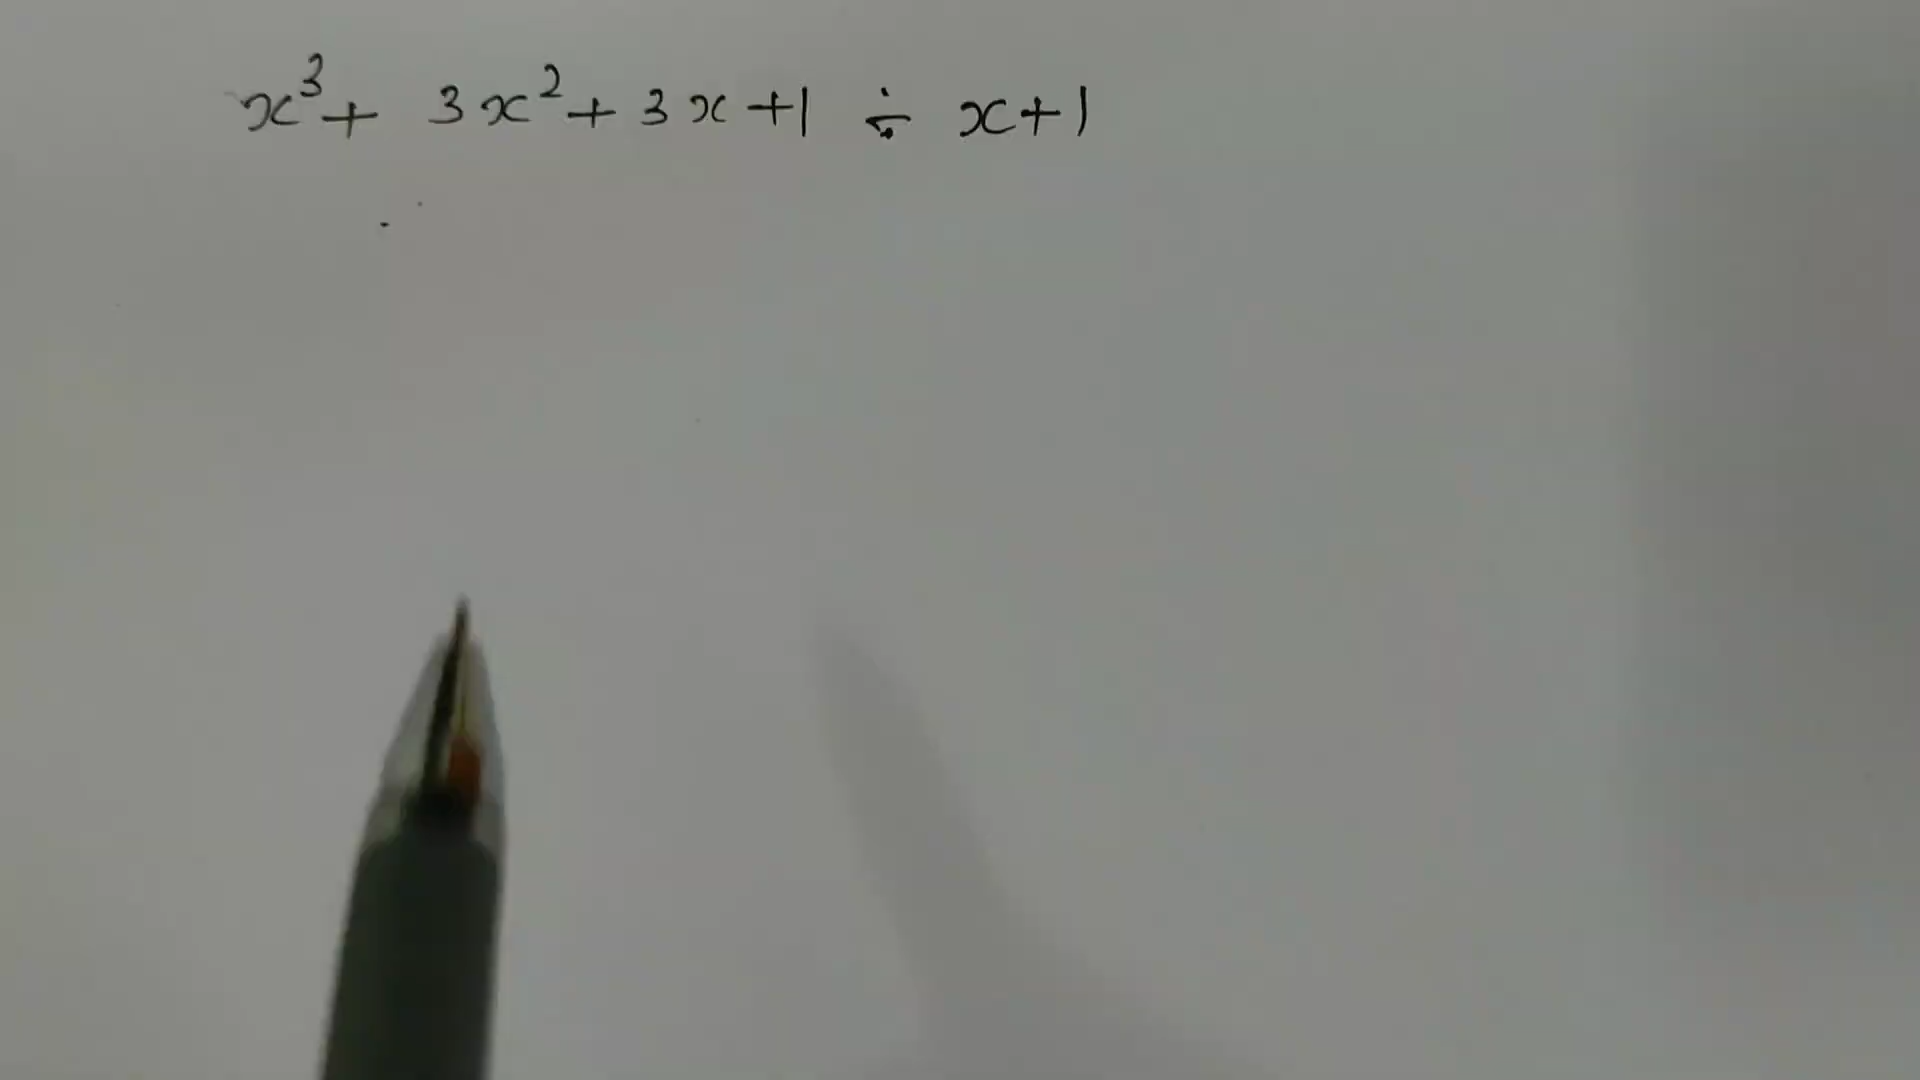 x³ + 3x² + 3x + 1 ÷ x + 1